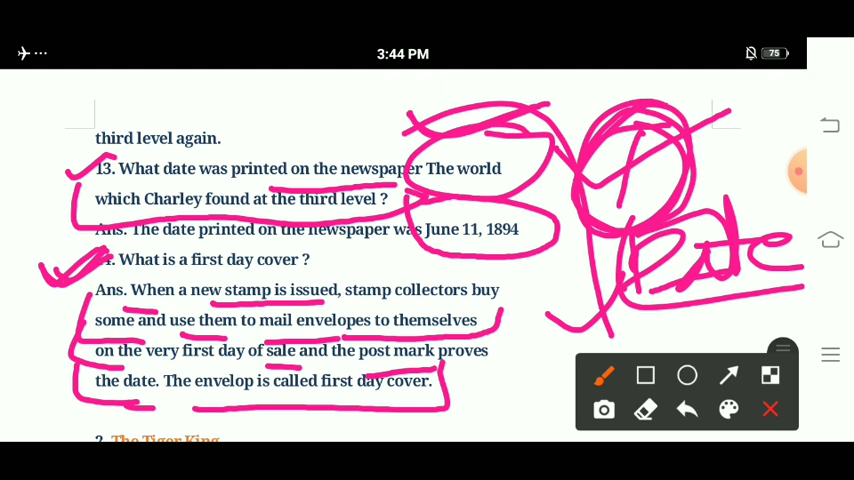 3:44 PM
75
third level again.
13. What date was printed on the newspaper The world
which Charley found at the third level ?
Ans. The date printed on the newspaper was June 11, 1894
What is a first day cover ?
Ans. When a new stamp is issued, stamp collectors buy
some and use them to mail envelopes to themselves
on the very first day of sale and the post mark proves
the date. The envelop is called first day cover.
2. The Tiger King
Date